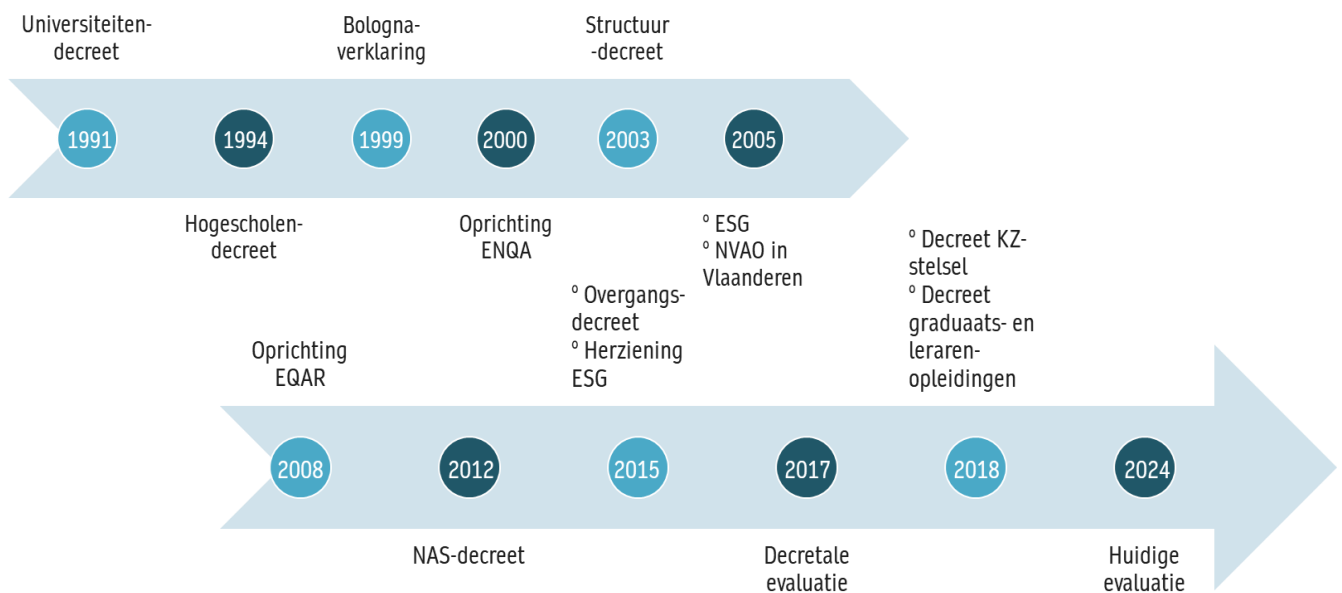 Universiteiten-
decreet
Bologna-
verklaring
Structuur
-decreet
1991
1994
1999
2000
2003
2005
Hogescholen-
decreet
Oprichting
ENQA
° ESG
° NVAO in
Vlaanderen
Oprichting
EQAR
° Overgangs-
decreet
° Herziening
ESG
° Decreet KZ-
stelsel
° Decreet
graduaats- en
leraren-
opleidingen
2008
2012
2015
2017
2018
2024
NAS-decreet
Decretale
evaluatie
Huidige
evaluatie